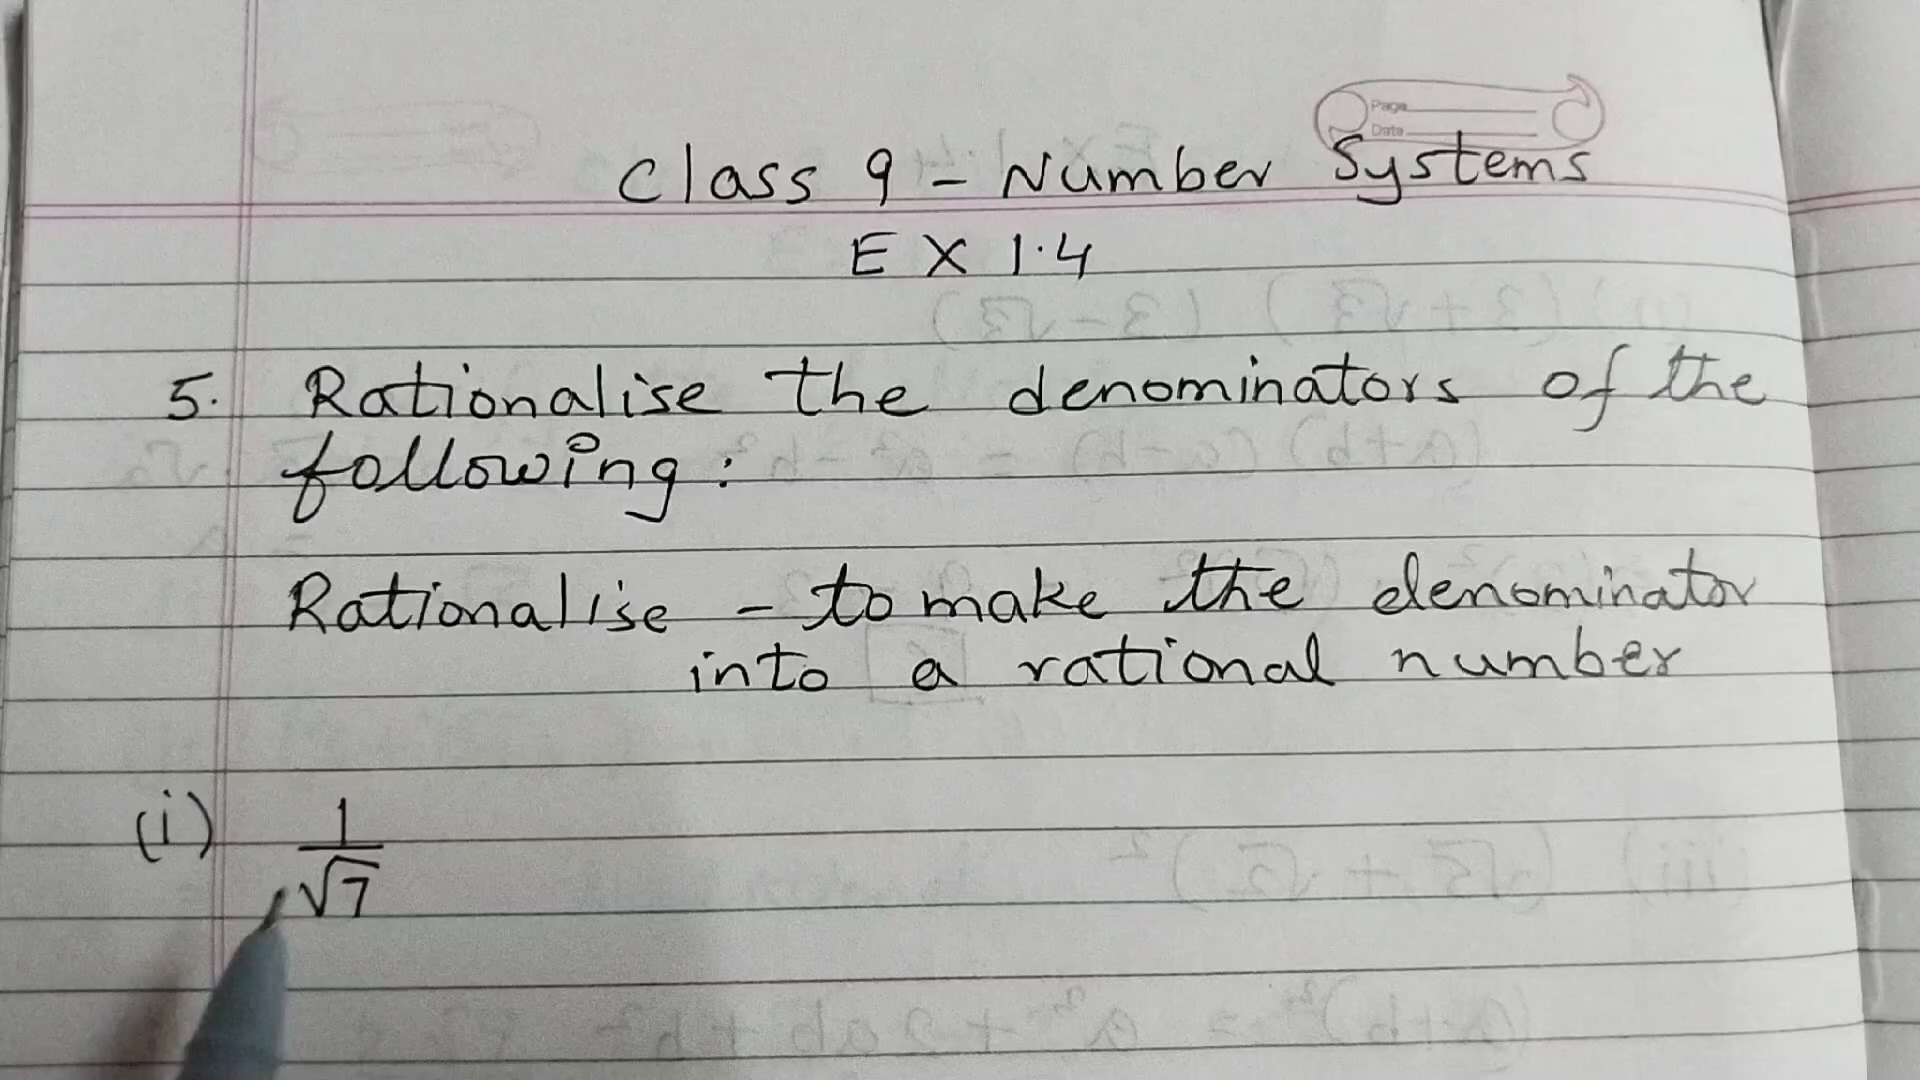 Page
Date
Class 9 - Number Systems
EX 1.4
5. Rationalise the denominators of the
following:
Rationalise - to make the denominator
into a rational number
(i) 1/√7